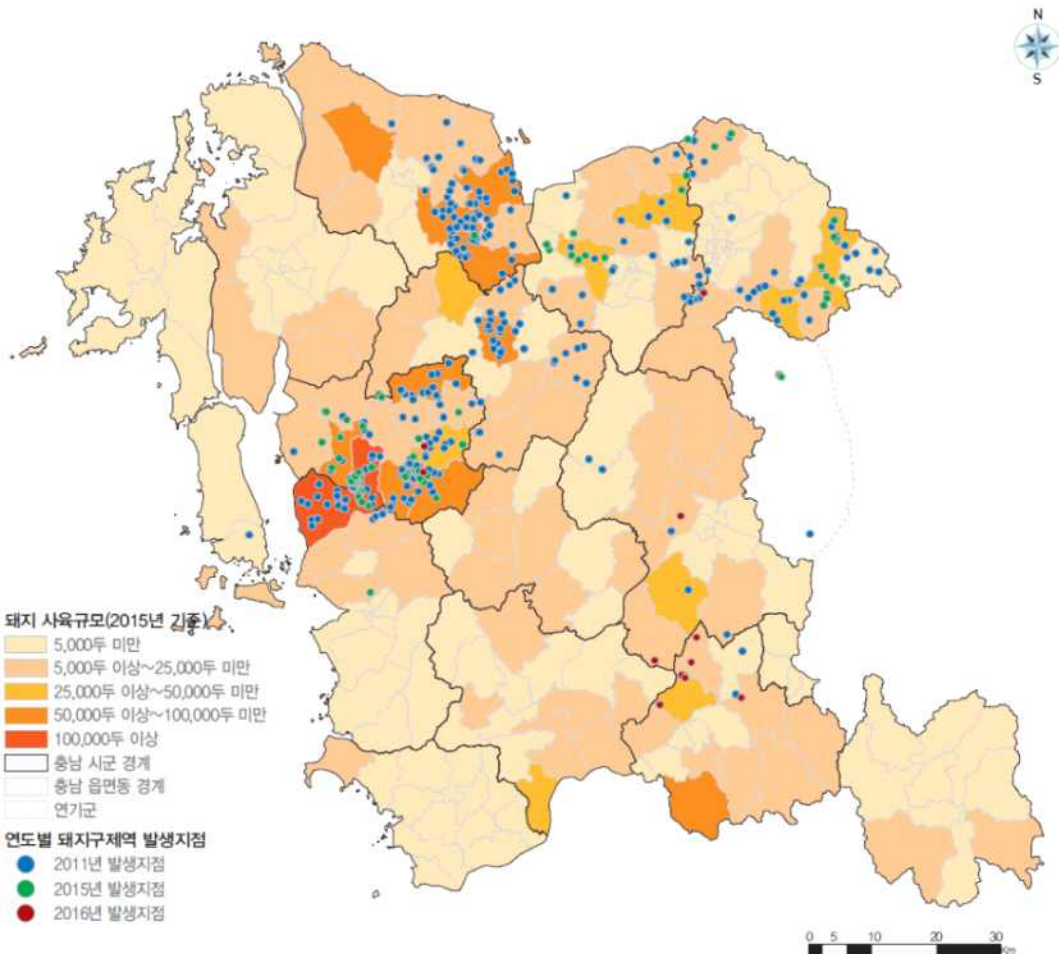 N
S
돼지 사육규모(2015년 기준)
5,000두 미만
5,000두 이상~25,000두 미만
25,000두 이상~50,000두 미만
50,000두 이상~100,000두 미만
100,000두 이상
충남 시군 경계
충남 읍면동 경계
연기군
연도별 돼지구제역 발생지점
2011년 발생지점
2015년 발생지점
2016년 발생지점
0 5 10 20 30
Km